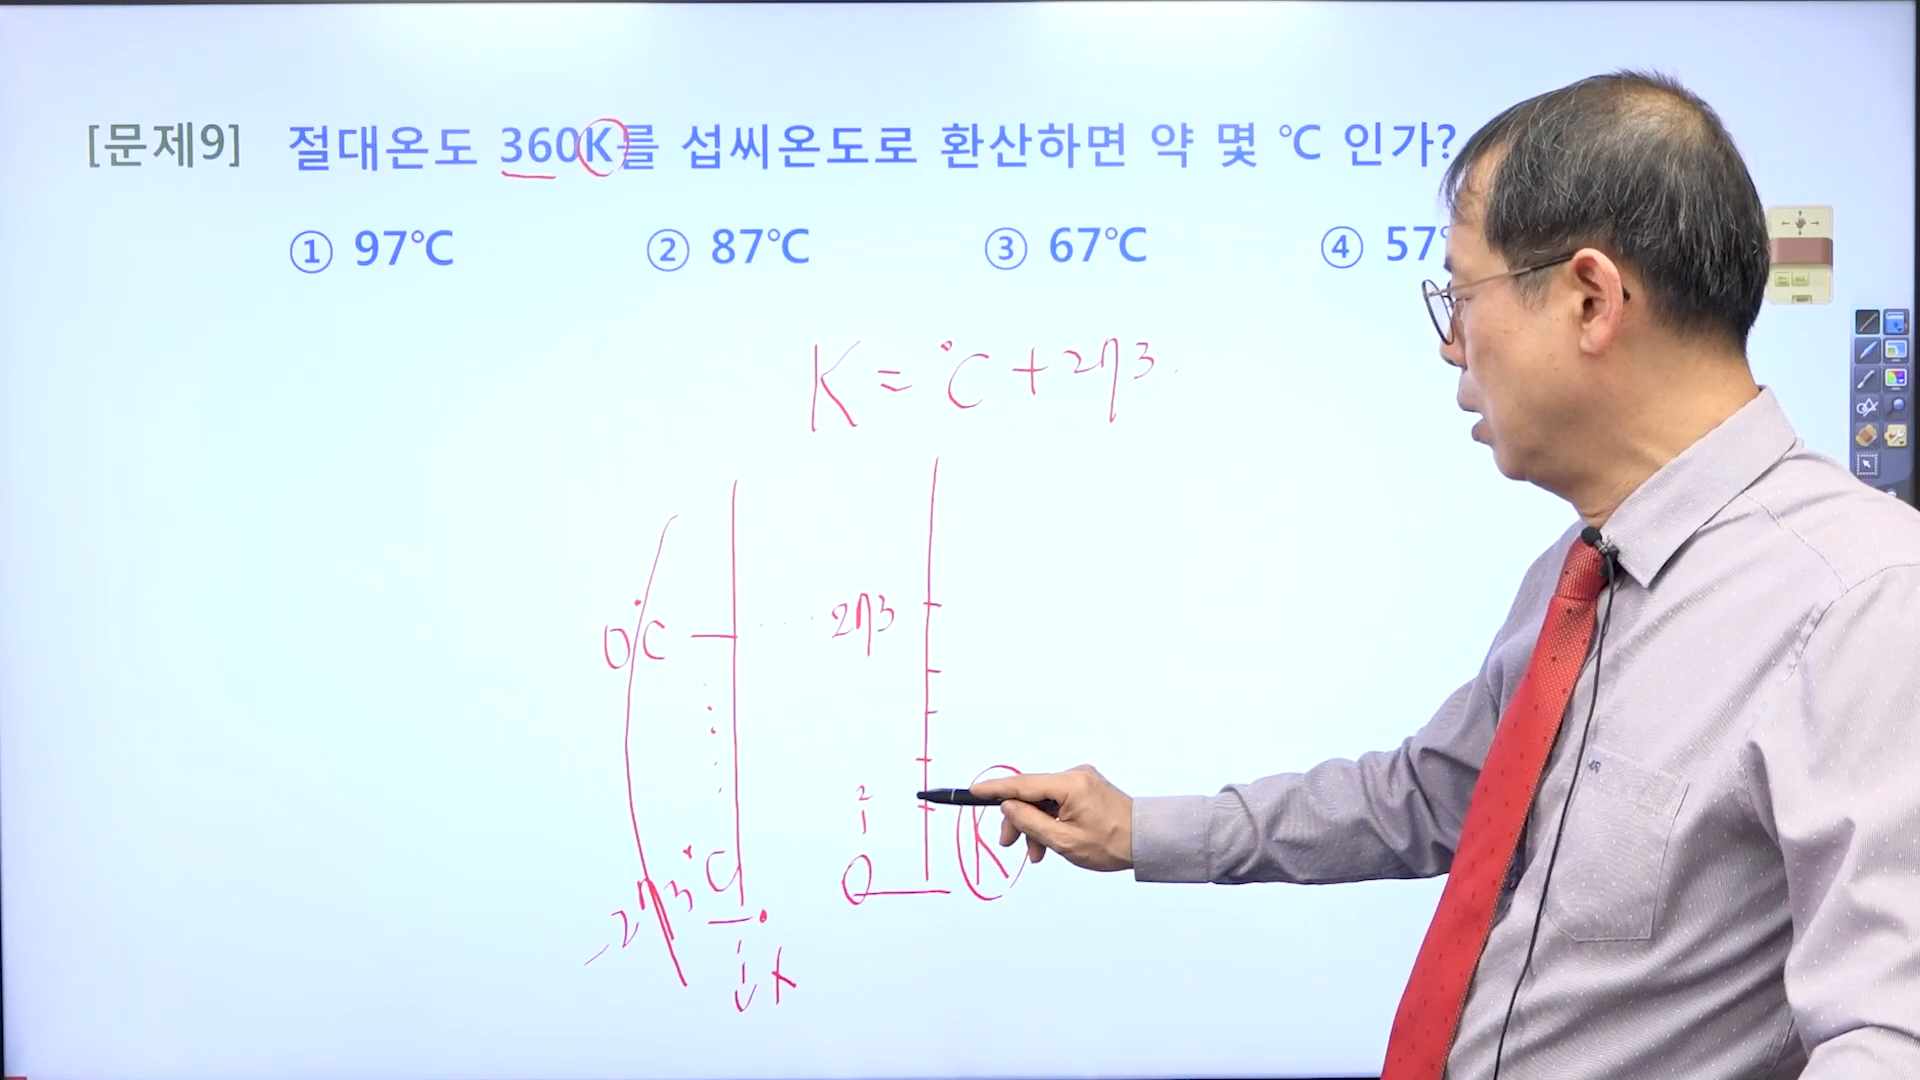 [문제9] 절대온도 360K를 섭씨온도로 환산하면 약 몇 ℃ 인가?
① 97℃ ② 87℃ ③ 67℃ ④ 57°
K = °C + 273
0°C 273
2
1
0 K
-273°C
K